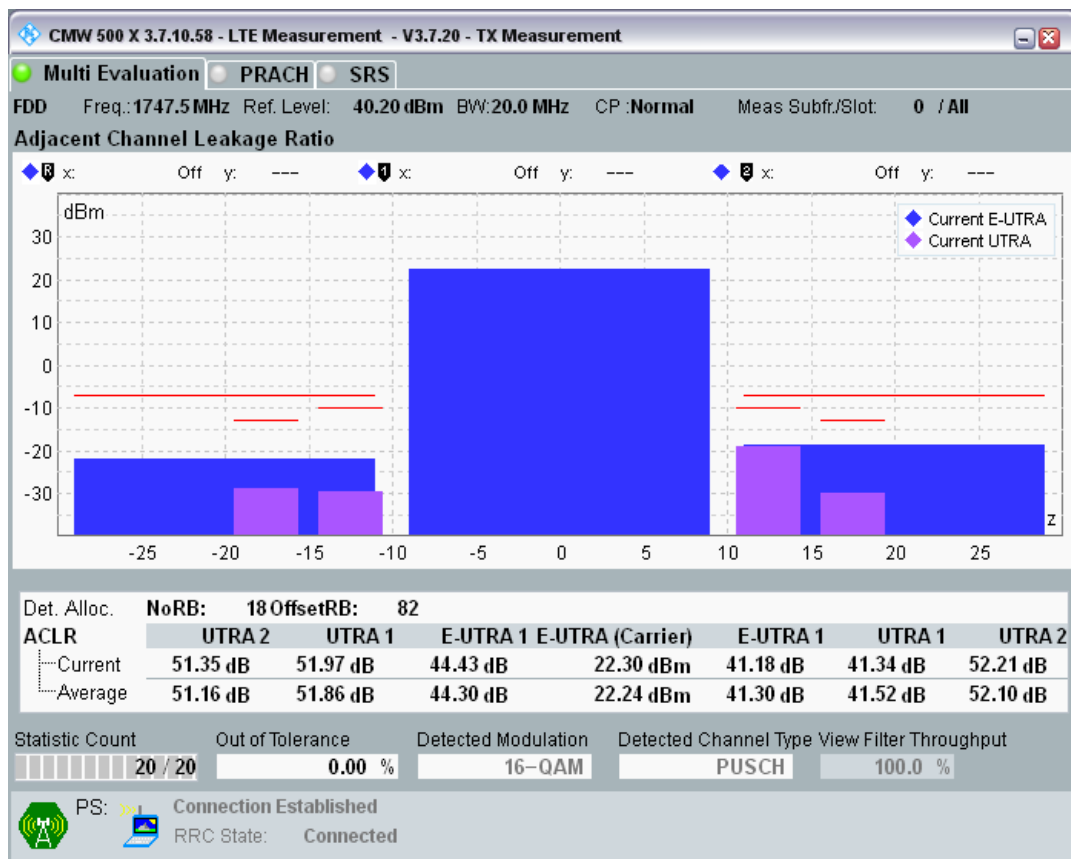 CMW 500 X 3.7.10.58 - LTE Measurement - V3.7.20 - TX Measurement
Multi Evaluation PRACH SRS
FDD Freq.:1747.5 MHz Ref. Level: 40.20 dBm BW:20.0 MHz CP :Normal Meas Subfr./Slot: 0 / All
Adjacent Channel Leakage Ratio
R x: Off y: --- 1 x: Off y: --- 2 x: Off y: ---
dBm
Current E-UTRA
Current UTRA
30
20
10
0
-10
-20
-30
z
-25 -20 -15 -10 -5 0 5 10 15 20 25
Det. Alloc. NoRB: 18 OffsetRB: 82
ACLR UTRA 2 UTRA 1 E-UTRA 1 E-UTRA (Carrier) E-UTRA 1 UTRA 1 UTRA 2
Current 51.35 dB 51.97 dB 44.43 dB 22.30 dBm 41.18 dB 41.34 dB 52.21 dB
Average 51.16 dB 51.86 dB 44.30 dB 22.24 dBm 41.30 dB 41.52 dB 52.10 dB
Statistic Count Out of Tolerance Detected Modulation Detected Channel Type View Filter Throughput
20 / 20 0.00 % 16-QAM PUSCH 100.0 %
PS: Connection Established
RRC State: Connected